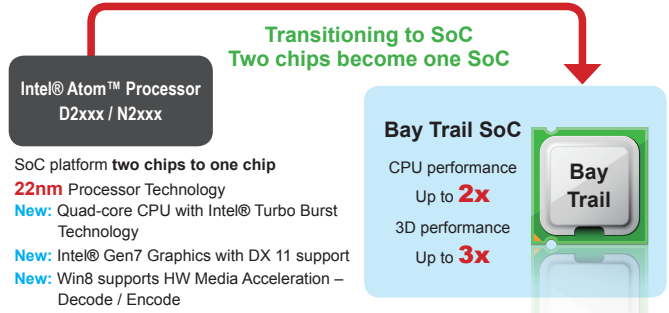 Transitioning to SoC
Two chips become one SoC
Intel® Atom™ Processor
D2xxx / N2xxx
SoC platform two chips to one chip
22nm Processor Technology
New: Quad-core CPU with Intel® Turbo Burst
Technology
New: Intel® Gen7 Graphics with DX 11 support
New: Win8 supports HW Media Acceleration –
Decode / Encode
Bay Trail SoC
CPU performance
Up to 2x
3D performance
Up to 3x
Bay
Trail